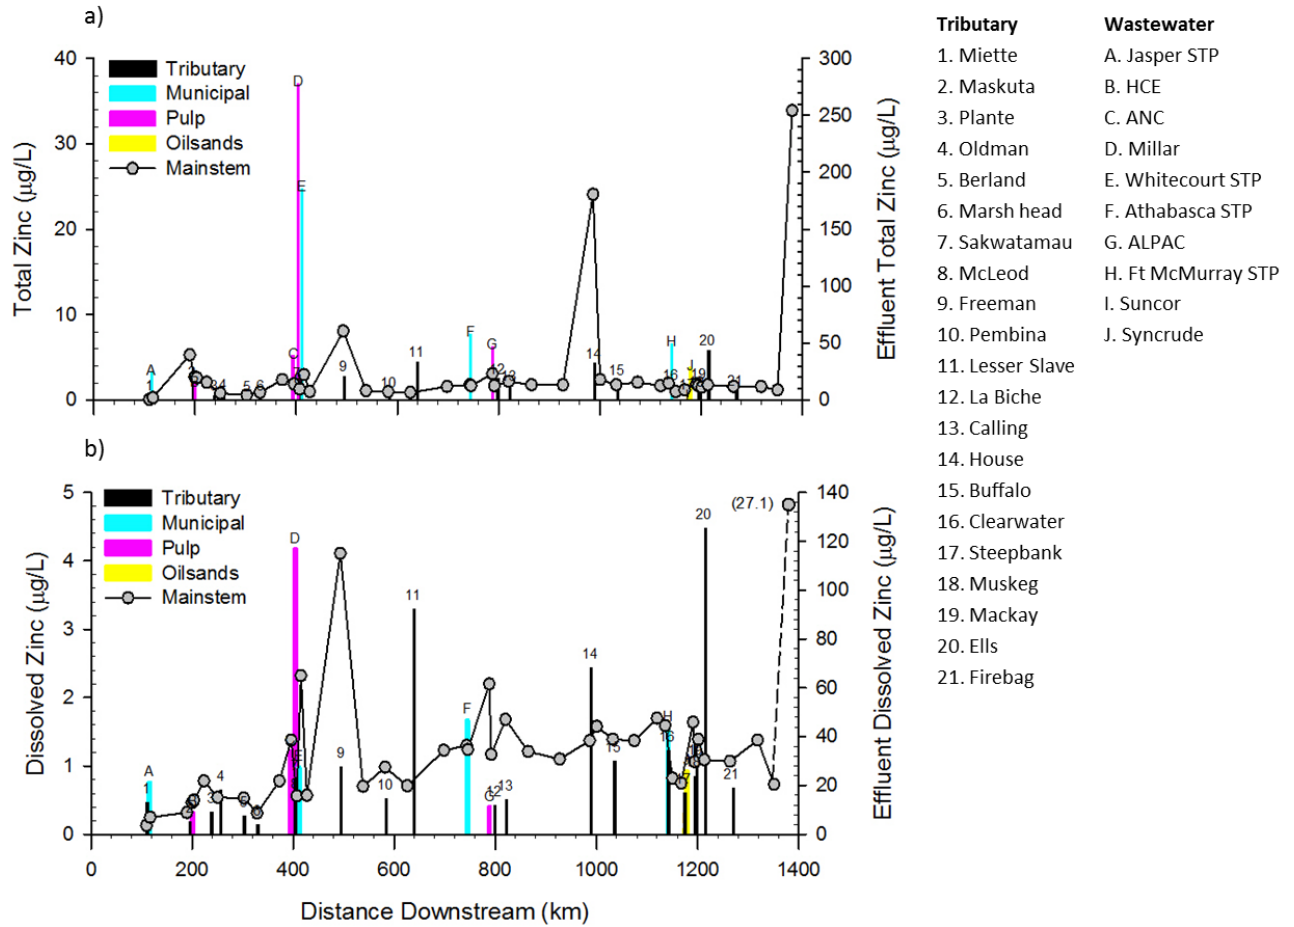 a)
40
30
20
10
0
Total Zinc (µg/L)
300
250
200
150
100
50
0
Effluent Total Zinc (µg/L)
Tributary
Municipal
Pulp
Oilsands
Mainstem
A
1
4
5
6
C
D
E
9
10
11
F
G
13
14
15
H
16
J
19
20
21
b)
5
4
3
2
1
0
Dissolved Zinc (µg/L)
140
120
100
80
60
40
20
0
Effluent Dissolved Zinc (µg/L)
Tributary
Municipal
Pulp
Oilsands
Mainstem
A
1
3
4
D
E
9
10
11
F
G
12
13
14
15
H
16
20
21
(27.1)
0 200 400 600 800 1000 1200 1400
Distance Downstream (km)
Tributary
1. Miette
2. Maskuta
3. Plante
4. Oldman
5. Berland
6. Marsh head
7. Sakwatamau
8. McLeod
9. Freeman
10. Pembina
11. Lesser Slave
12. La Biche
13. Calling
14. House
15. Buffalo
16. Clearwater
17. Steepbank
18. Muskeg
19. Mackay
20. Ells
21. Firebag
Wastewater
A. Jasper STP
B. HCE
C. ANC
D. Millar
E. Whitecourt STP
F. Athabasca STP
G. ALPAC
H. Ft McMurray STP
I. Suncor
J. Syncrude